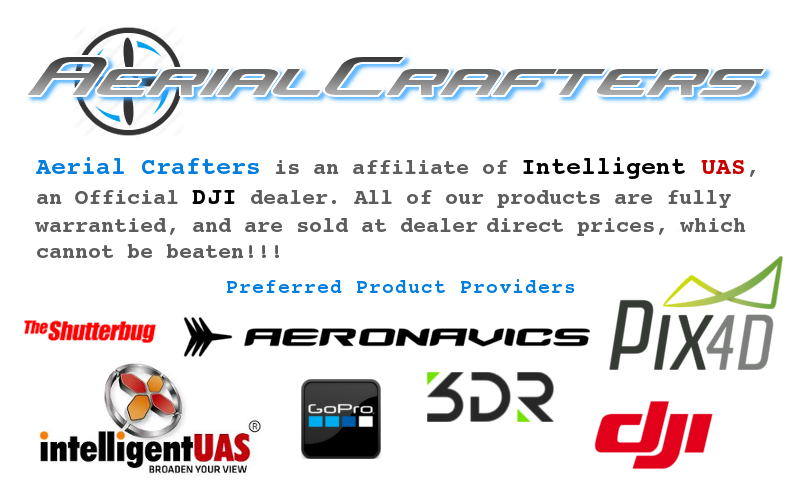 AerialCrafters
Aerial Crafters is an affiliate of Intelligent UAS,
an Official DJI dealer. All of our products are fully
warrantied, and are sold at dealer direct prices, which
cannot be beaten!!!
Preferred Product Providers
The Shutterbug
AERONAVICS
PIX4D
intelligentUAS®
BROADEN YOUR VIEW
GoPro
3DR
dji